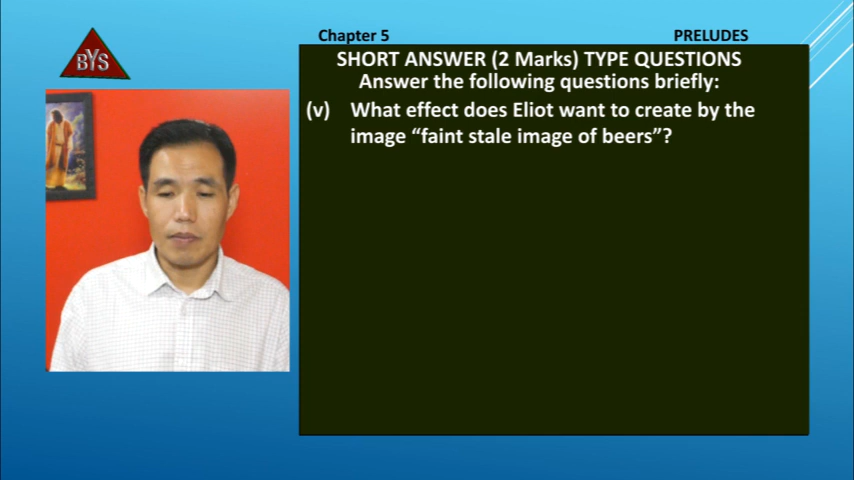 Chapter 5 PRELUDES
BYS
SHORT ANSWER (2 Marks) TYPE QUESTIONS
Answer the following questions briefly:
(v) What effect does Eliot want to create by the
image “faint stale image of beers”?